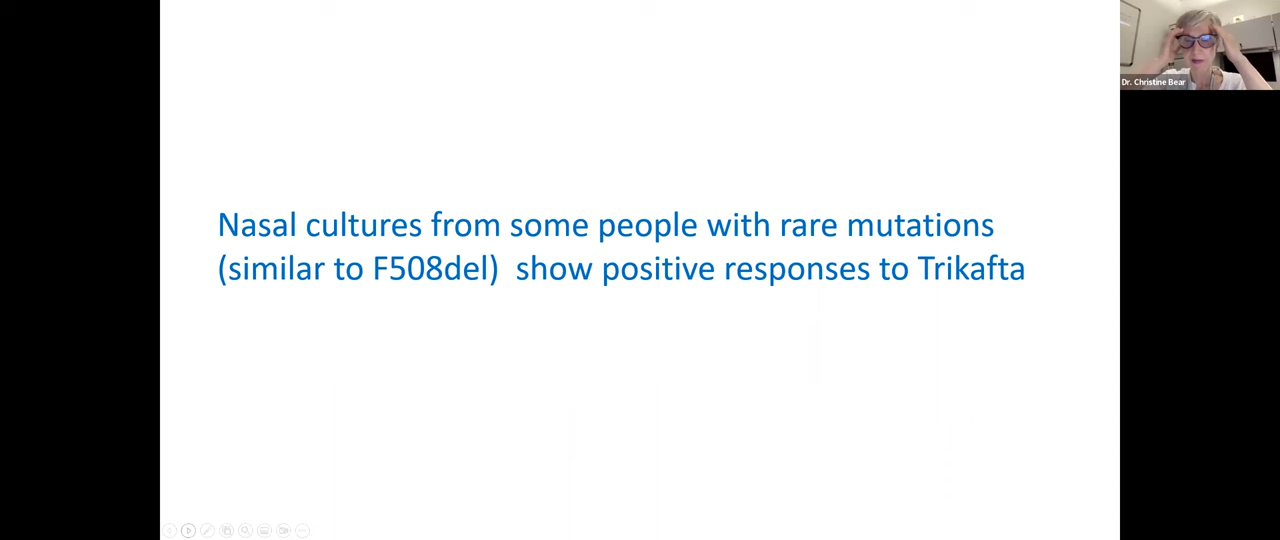 Dr. Christine Bear
Nasal cultures from some people with rare mutations
(similar to F508del)  show positive responses to Trikafta